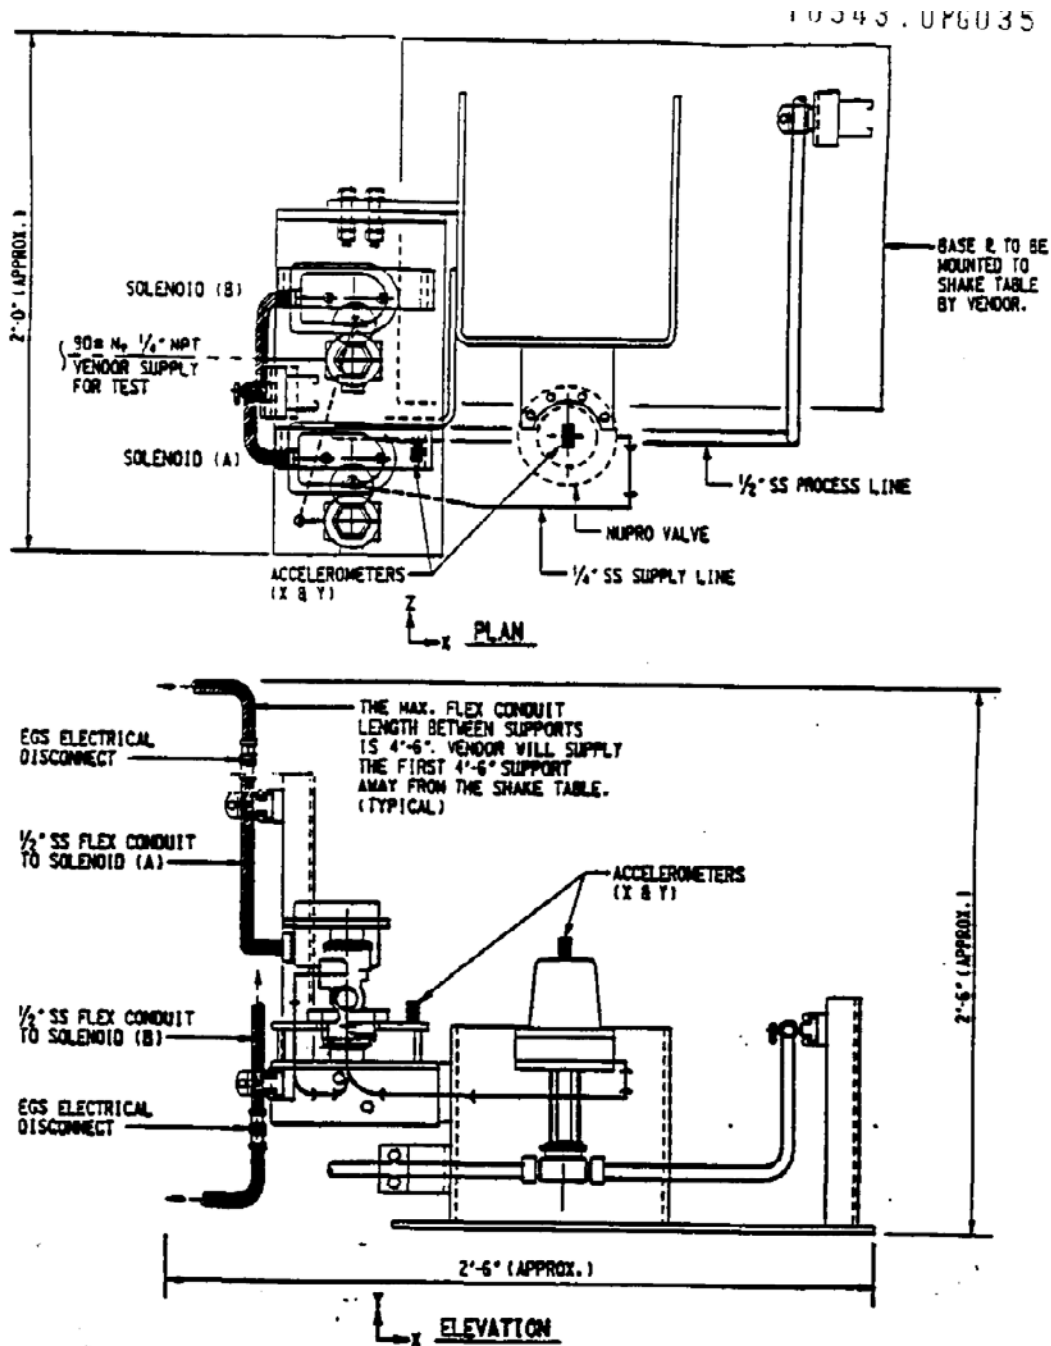 2'-0" (APPROX.)
SOLENOID (B)
1/4" NPT
VENDOR SUPPLY
FOR TEST
SOLENOID (A)
BASE ℞ TO BE
MOUNTED TO
SHAKE TABLE
BY VENDOR.
1/2" SS PROCESS LINE
NUPRO VALVE
1/4" SS SUPPLY LINE
ACCELEROMETERS
(X & Y)
Z
X
PLAN
THE MAX. FLEX CONDUIT
LENGTH BETWEEN SUPPORTS
IS 4'-6". VENDOR WILL SUPPLY
THE FIRST 4'-6" SUPPORT
AWAY FROM THE SHAKE TABLE.
(TYPICAL)
EGS ELECTRICAL
DISCONNECT
1/2" SS FLEX CONDUIT
TO SOLENOID (A)
ACCELEROMETERS
(X & Y)
2'-6" (APPROX.)
1/2" SS FLEX CONDUIT
TO SOLENOID (B)
EGS ELECTRICAL
DISCONNECT
2'-6" (APPROX.)
Y
X
ELEVATION